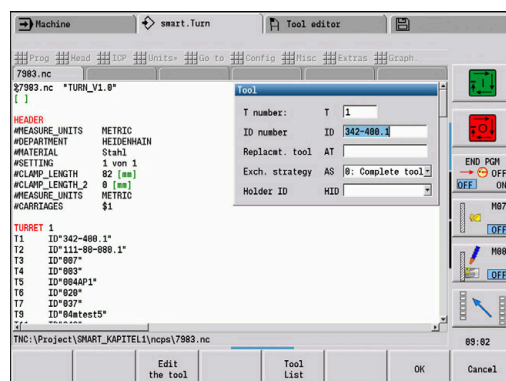 Machine
smart.Turn
Tool editor
Prog Head ICP Units» Go to Config Misc Extras Graph.
7983.nc
%7983.nc "TURN_V1.0"
[ ]
HEADER
#MEASURE_UNITS METRIC
#DEPARTMENT HEIDENHAIN
#MATERIAL Stahl
#SETTING 1 von 1
#CLAMP_LENGTH 82 [mm]
#CLAMP_LENGTH_2 0 [mm]
#MEASURE_UNITS METRIC
#CARRIAGES $1
TURRET 1
T1 ID"342-400.1"
T2 ID"111-80-080.1"
T3 ID"007"
T4 ID"003"
T5 ID"004AP1"
T6 ID"020"
T7 ID"037"
T9 ID"04mtest5"
Tool
T number: T 1
ID number ID 342-400.1
Replacmt. tool AT
Exch. strategy AS 0: Complete tool
Holder ID HID
END PGM
OFF
OFF ON
M07
OFF
M08
OFF
TNC:\Project\SMART_KAPITEL1\ncps\7983.nc
09:02
Edit
the tool
Tool
List
OK
Cancel